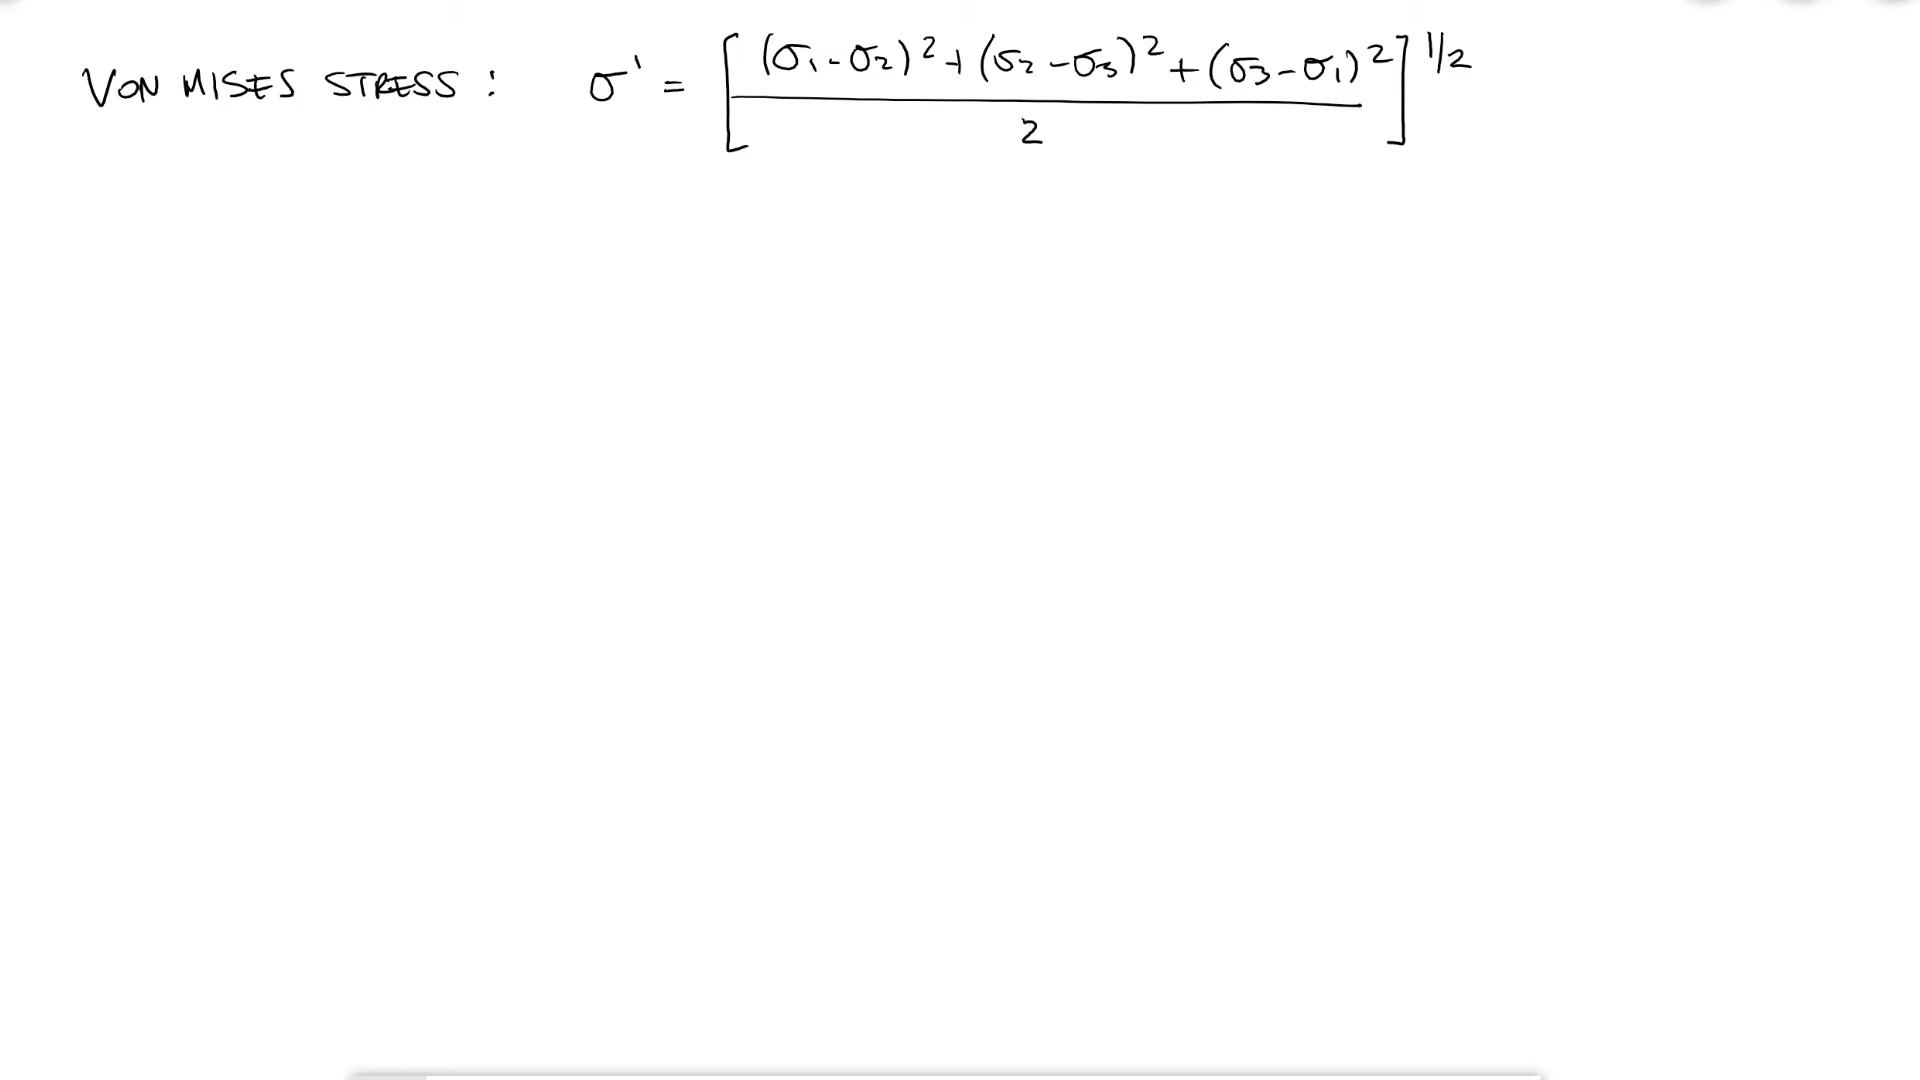 VON MISES STRESS : σ' = [ (σ₁-σ₂)² + (σ₂-σ₃)² + (σ₃-σ₁)² / 2 ]^1/2